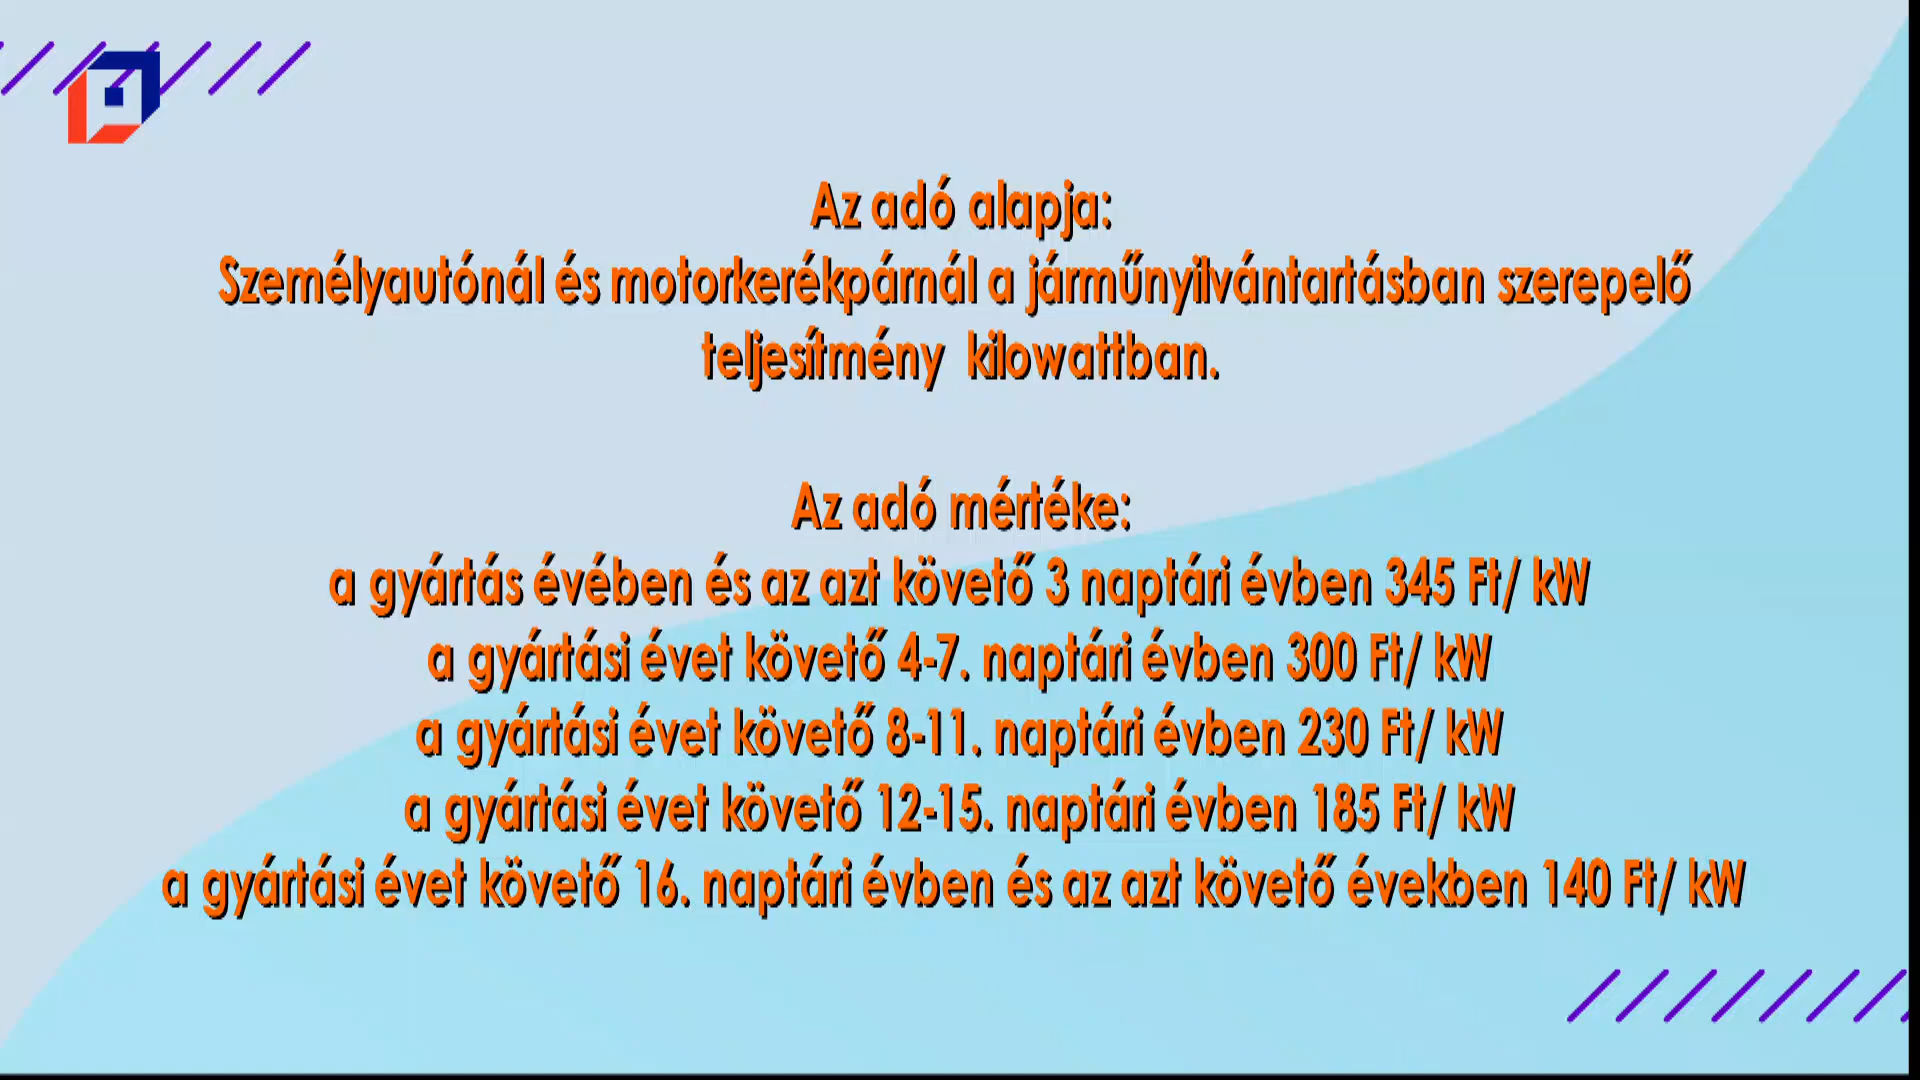 Az adó alapja:
Személyautónál és motorkerékpárnál a járműnyilvántartásban szerepelő
teljesítmény kilowattban.
Az adó mértéke:
a gyártás évében és az azt követő 3 naptári évben 345 Ft/ kW
a gyártási évet követő 4-7. naptári évben 300 Ft/ kW
a gyártási évet követő 8-11. naptári évben 230 Ft/ kW
a gyártási évet követő 12-15. naptári évben 185 Ft/ kW
a gyártási évet követő 16. naptári évben és az azt követő években 140 Ft/ kW